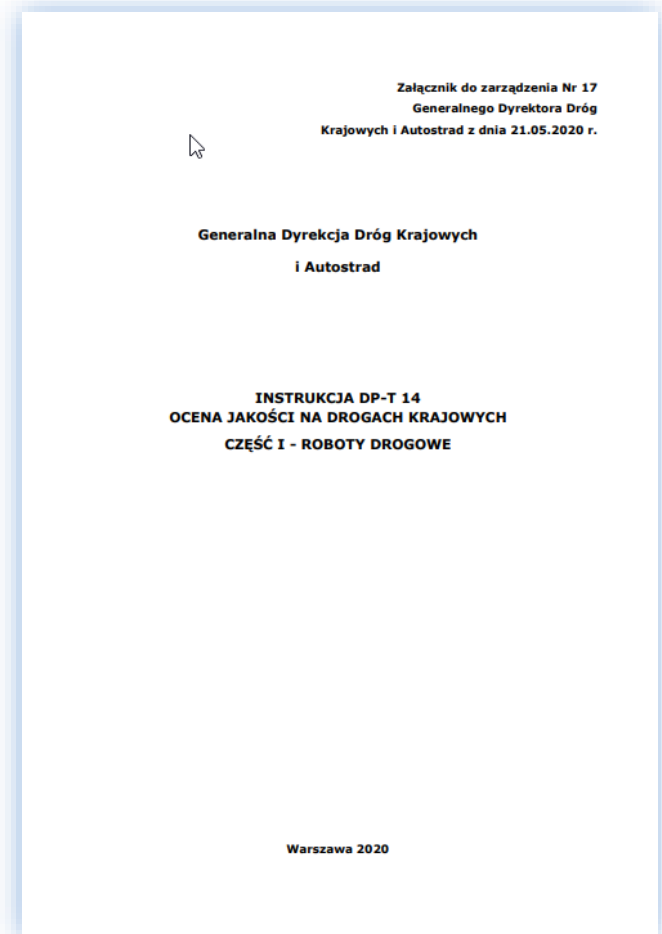 Załącznik do zarządzenia Nr 17
Generalnego Dyrektora Dróg
Krajowych i Autostrad z dnia 21.05.2020 r.
Generalna Dyrekcja Dróg Krajowych
i Autostrad
INSTRUKCJA DP-T 14
OCENA JAKOŚCI NA DROGACH KRAJOWYCH
CZĘŚĆ I - ROBOTY DROGOWE
Warszawa 2020